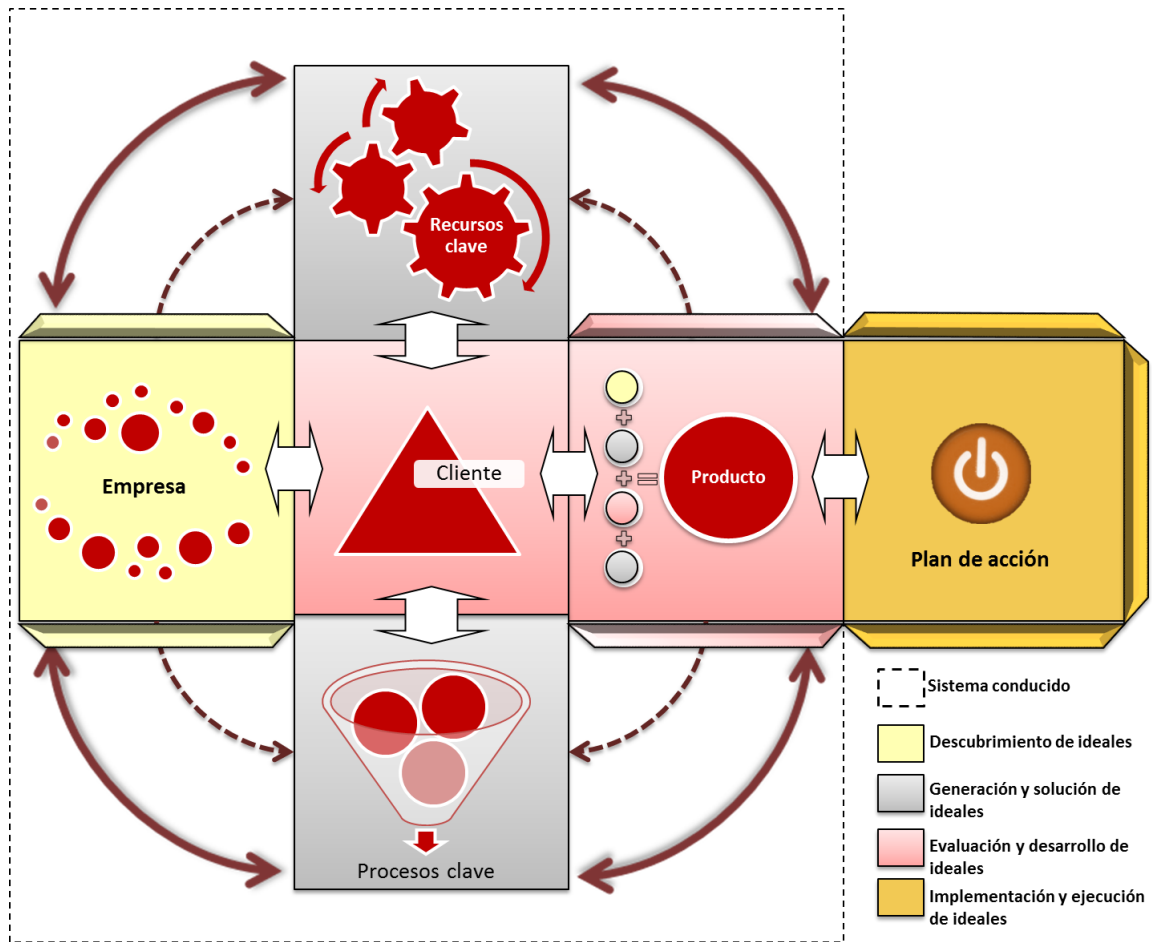 Recursos
clave
Empresa
Cliente
Producto
Plan de acción
Procesos clave
Sistema conducido
Descubrimiento de ideales
Generación y solución de
ideales
Evaluación y desarrollo de
ideales
Implementación y ejecución
de ideales